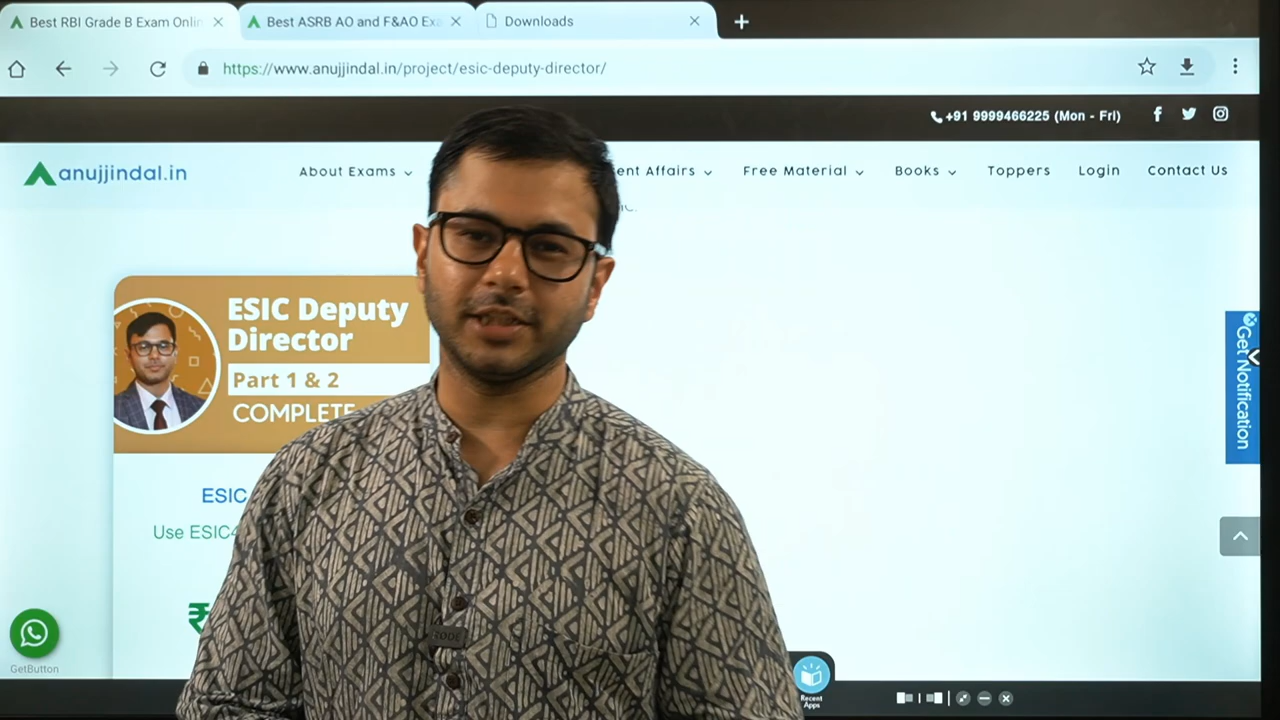 Best RBI Grade B Exam Onlin
Best ASRB AO and F&AO Exa
Downloads
https://www.anujjindal.in/project/esic-deputy-director/
+91 9999466225 (Mon - Fri)
anujjindal.in
About Exams
ent Affairs
Free Material
Books
Toppers
Login
Contact Us
ESIC Deputy
Director
Part 1 & 2
COMPLETE
Get Notification
ESIC
Use ESIC4
₹
GetButton
RODE
Recent
Apps